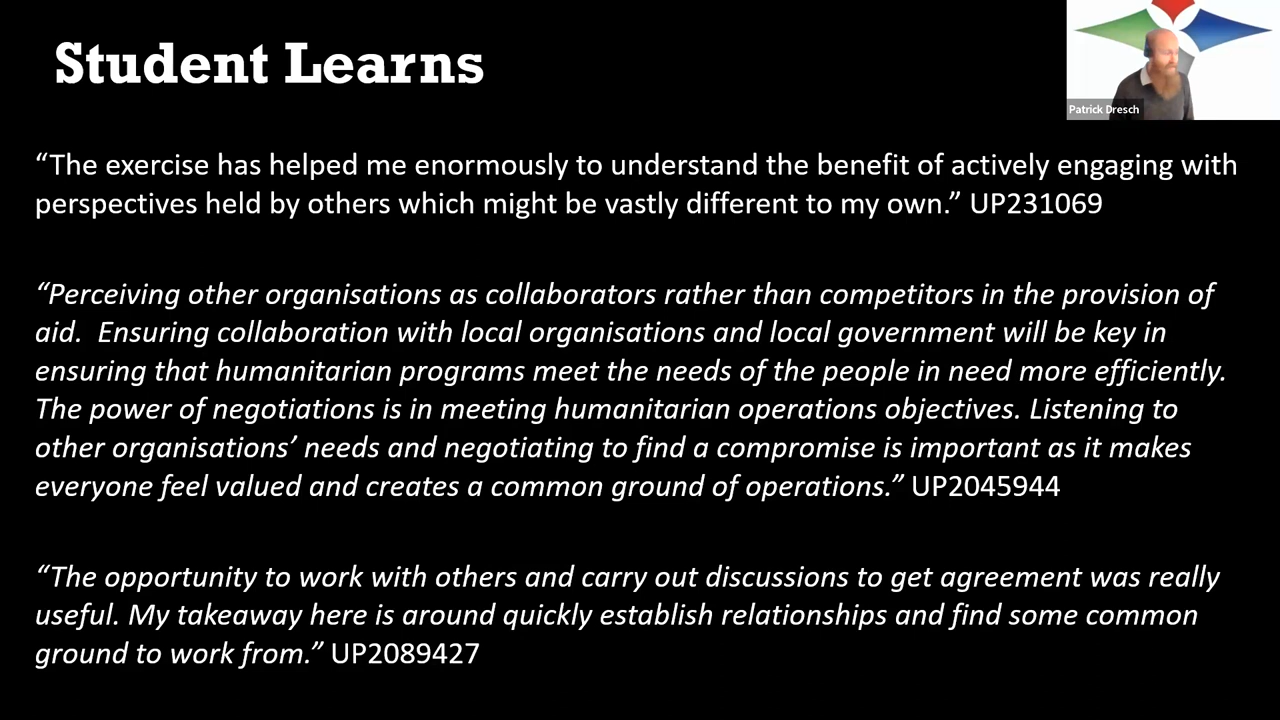 Student Learns
Patrick Dresch
“The exercise has helped me enormously to understand the benefit of actively engaging with
perspectives held by others which might be vastly different to my own.” UP231069
“Perceiving other organisations as collaborators rather than competitors in the provision of
aid.  Ensuring collaboration with local organisations and local government will be key in
ensuring that humanitarian programs meet the needs of the people in need more efficiently.
The power of negotiations is in meeting humanitarian operations objectives. Listening to
other organisations’ needs and negotiating to find a compromise is important as it makes
everyone feel valued and creates a common ground of operations.” UP2045944
“The opportunity to work with others and carry out discussions to get agreement was really
useful. My takeaway here is around quickly establish relationships and find some common
ground to work from.” UP2089427